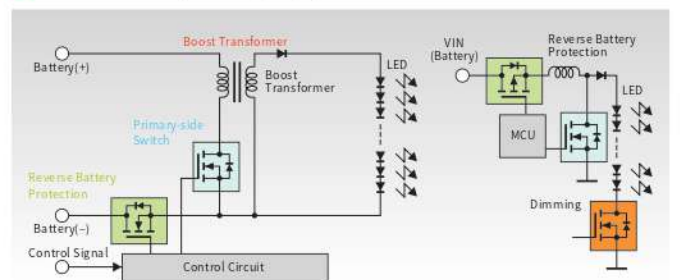 Boost Transformer
Battery(+)
Boost
Transformer
LED
Primary-side
Switch
Reverse Battery
Protection
Battery(−)
Control Signal
Control Circuit
VIN
(Battery)
Reverse Battery
Protection
LED
MCU
Dimming